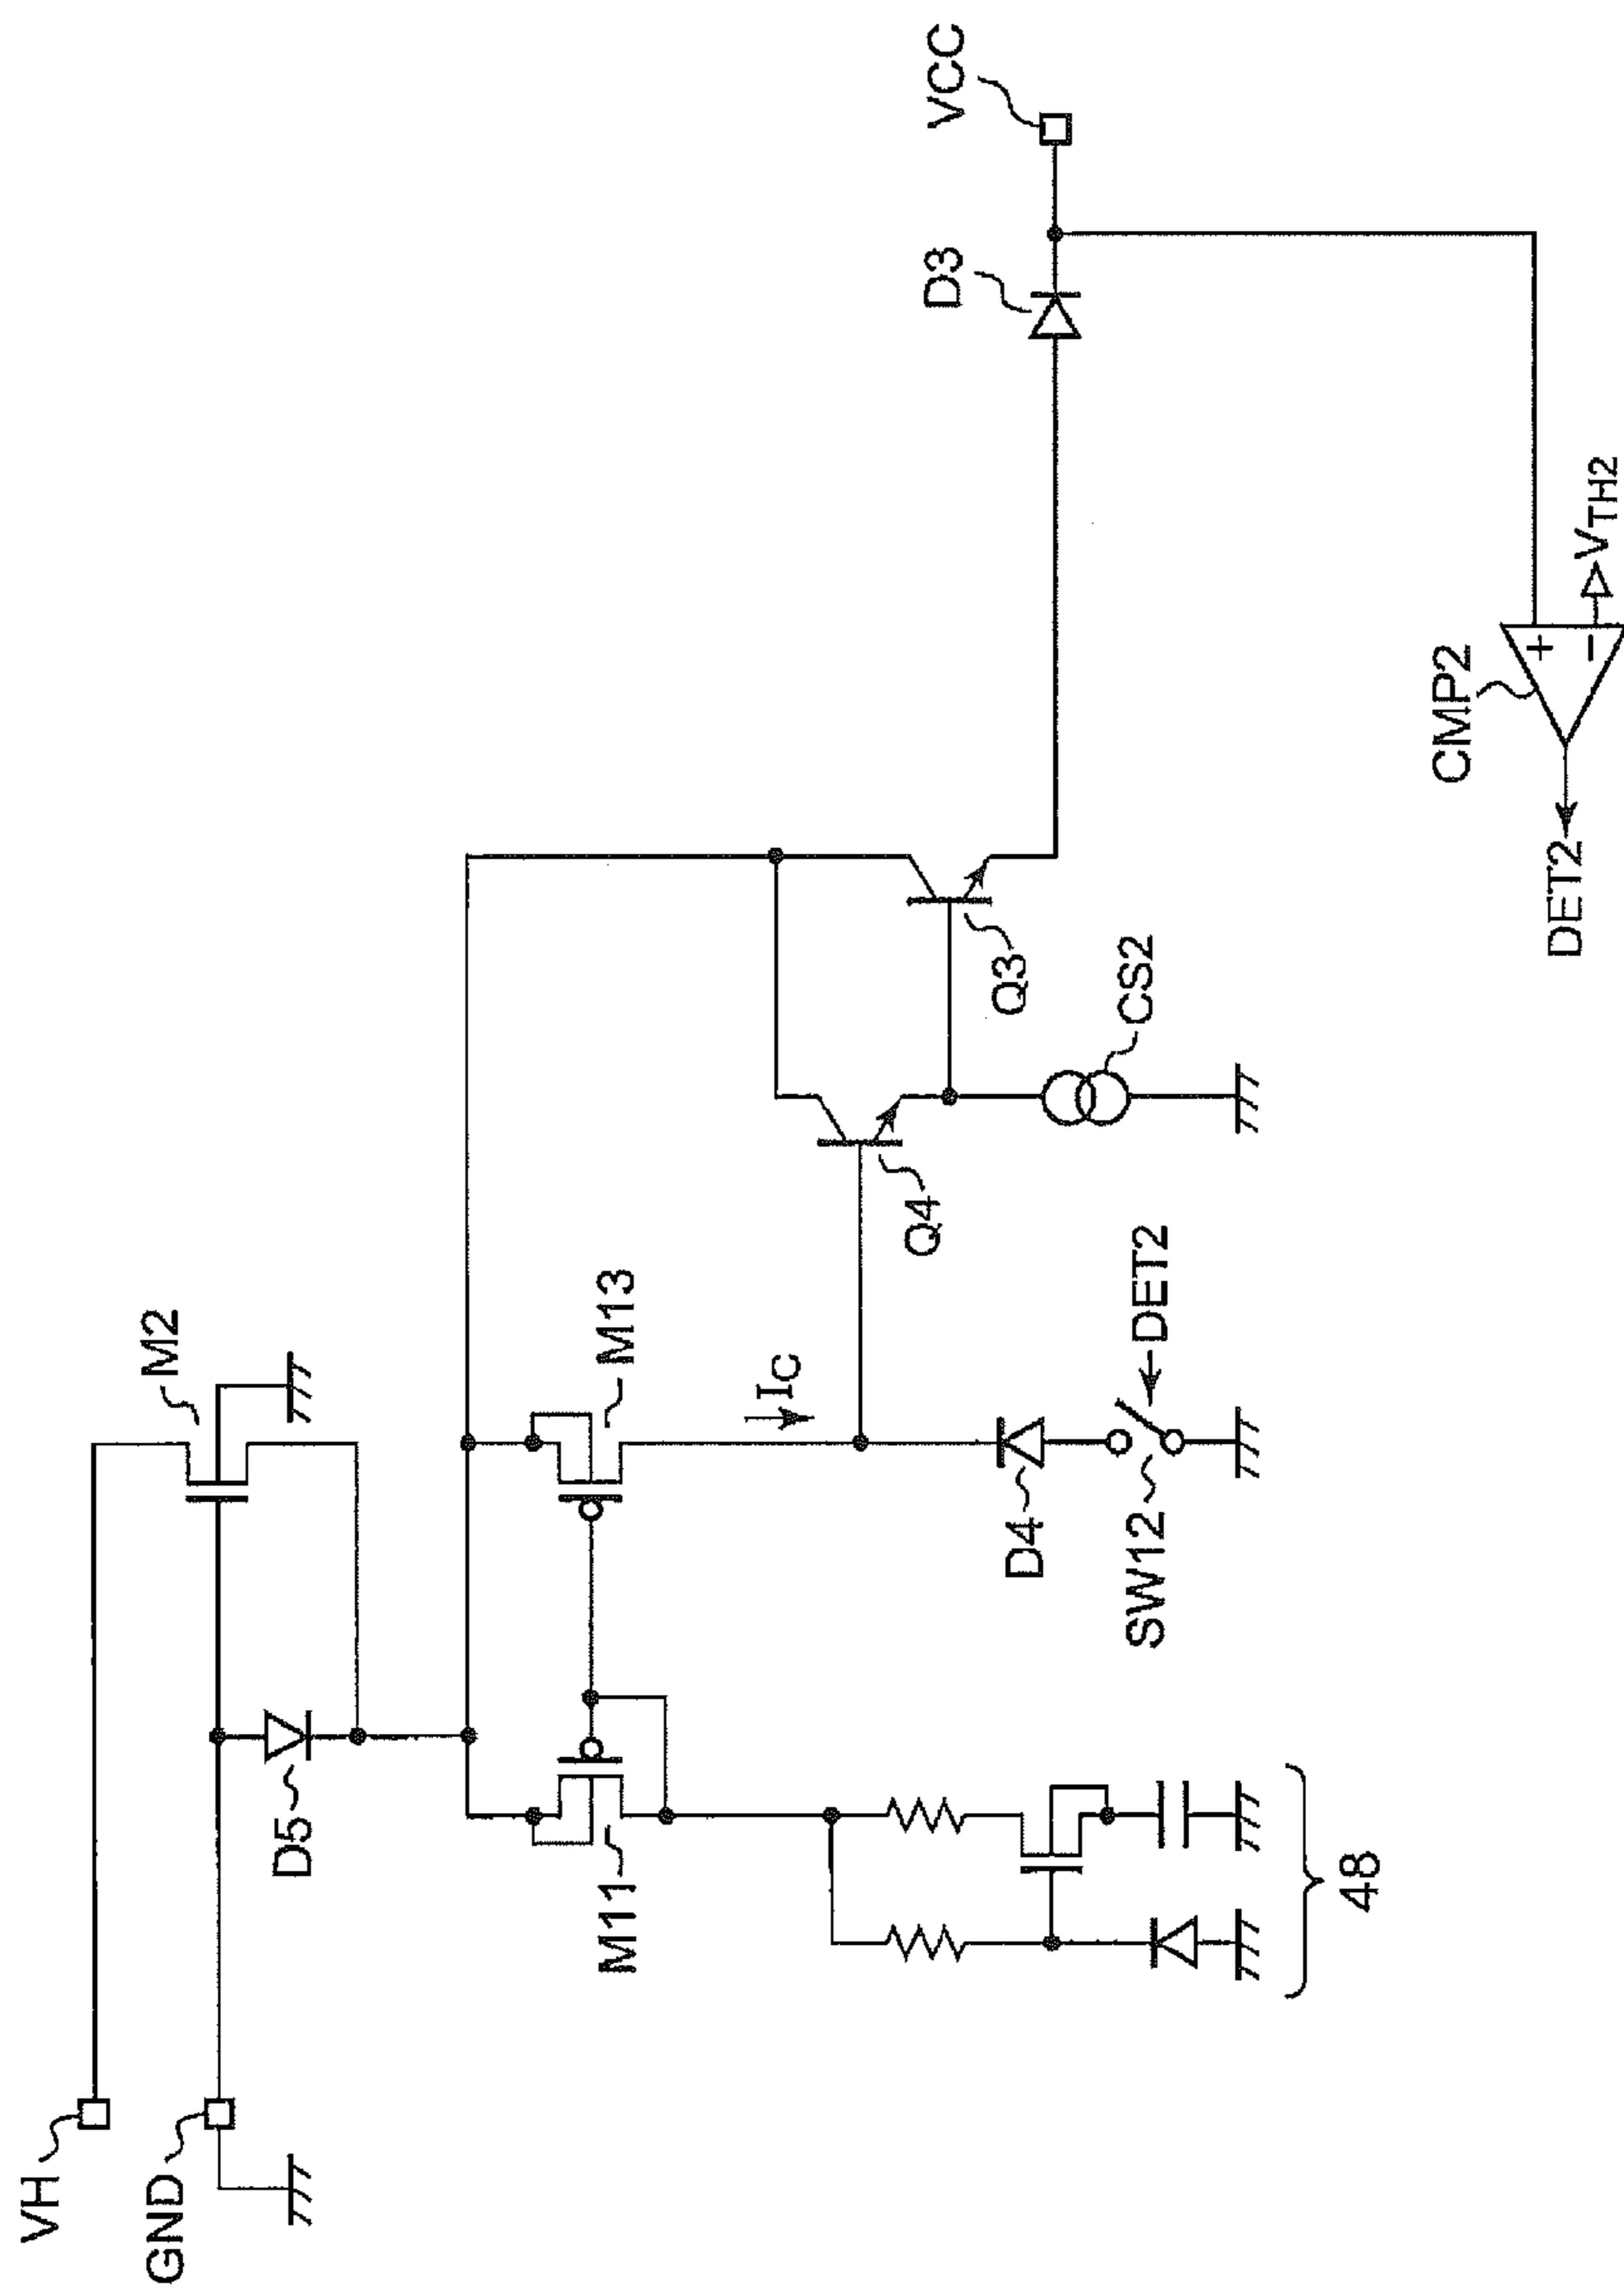 VH
GND
M2
D5
M11
M13
IC
48
D4
SW12
DET2
Q4
Q3
CS2
D3
VCC
CMP2
+
−
VTH2
DET2